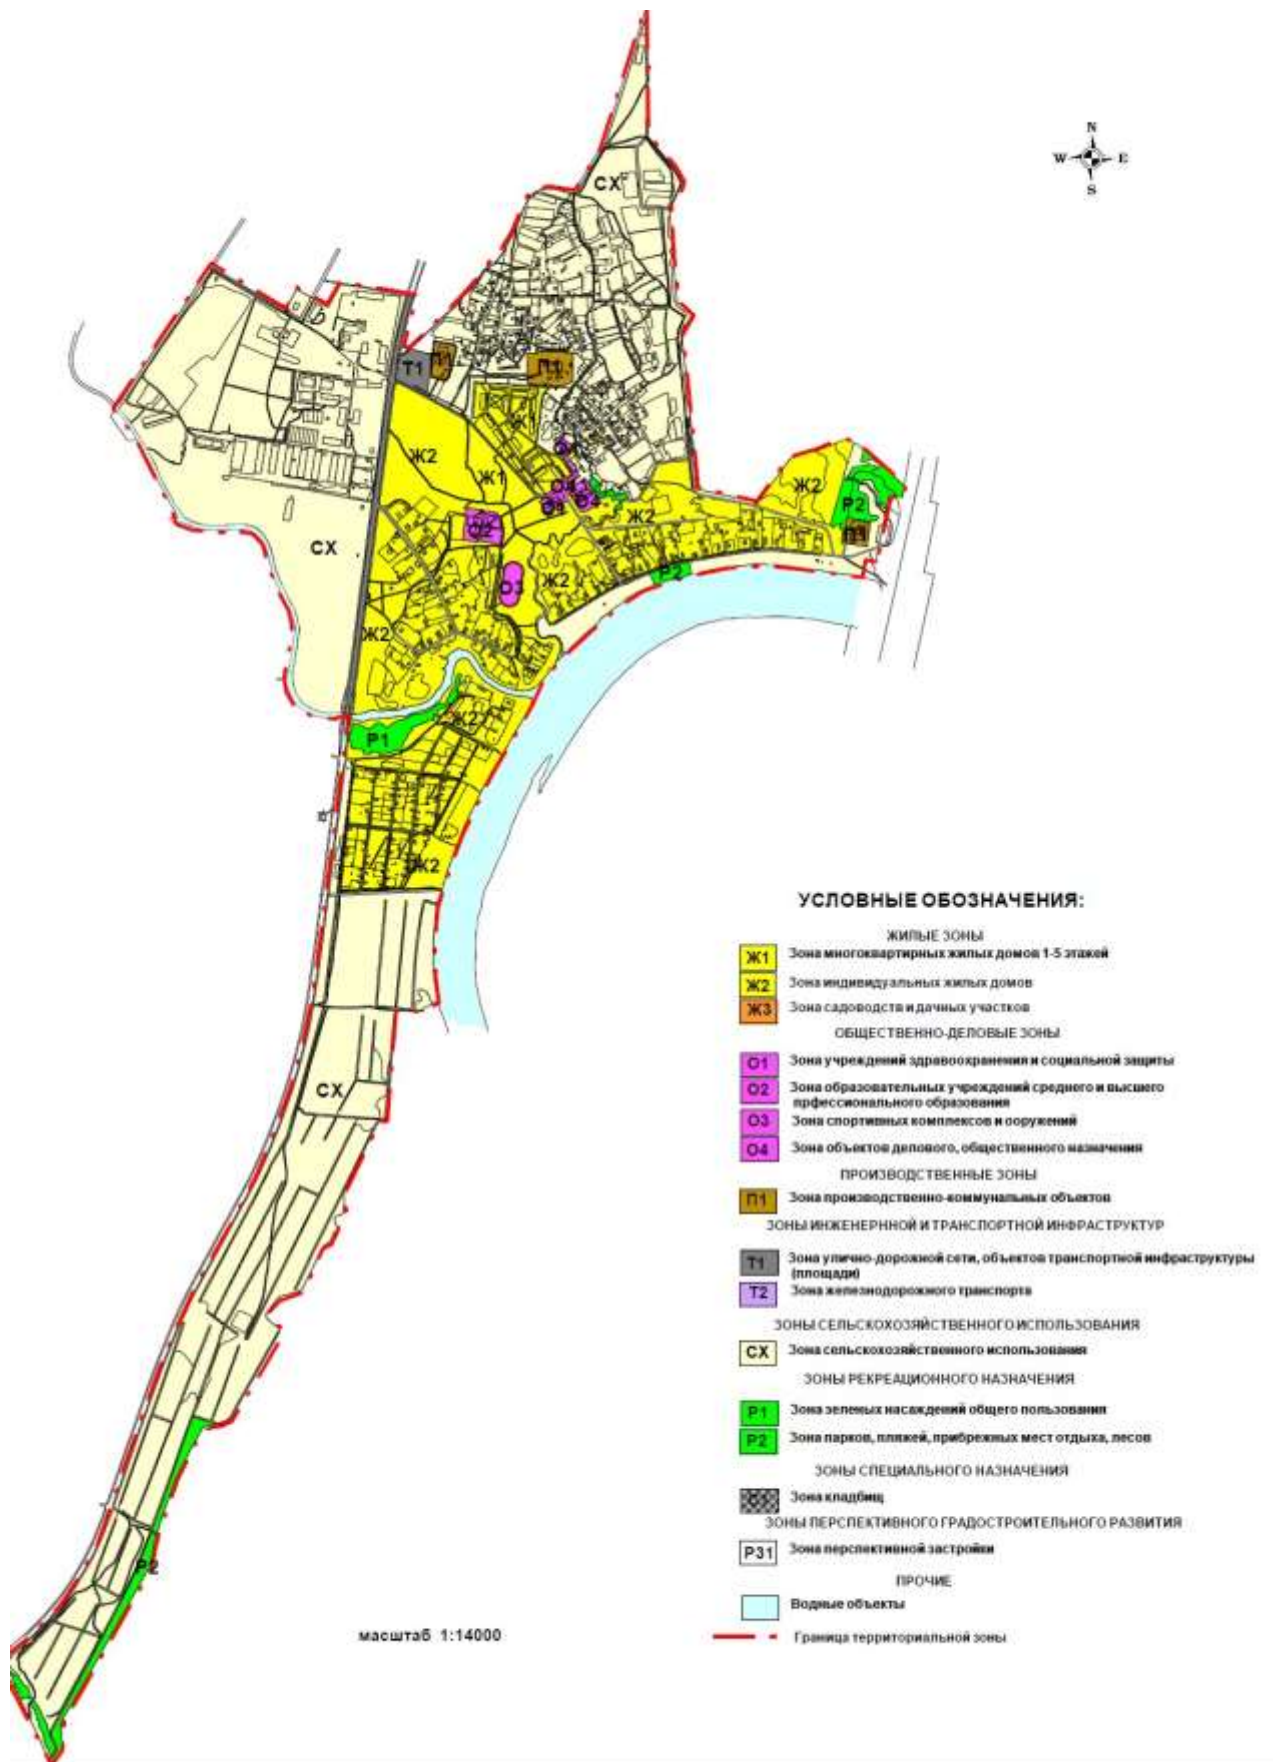 N
W E
S
СХ
Т1
П1
П1
Ж1
Ж2
Ж1
О4
О4
Ж2
Ж2
Р2
П1
О2
СХ
О3
Ж2
Р2
Ж2
Ж2
Р1
Ж2
СХ
Р2
УСЛОВНЫЕ ОБОЗНАЧЕНИЯ:
ЖИЛЫЕ ЗОНЫ
Ж1 Зона многоквартирных жилых домов 1-5 этажей
Ж2 Зона индивидуальных жилых домов
Ж3 Зона садоводств и дачных участков
ОБЩЕСТВЕННО-ДЕЛОВЫЕ ЗОНЫ
О1 Зона учреждений здравоохранения и социальной защиты
О2 Зона образовательных учреждений среднего и высшего
прфессионального образования
О3 Зона спортивных комплексов и ооружений
О4 Зона объектов делового, общественного назначения
ПРОИЗВОДСТВЕННЫЕ ЗОНЫ
П1 Зона производственно-коммунальных объектов
ЗОНЫ ИНЖЕНЕРННОЙ И ТРАНСПОРТНОЙ ИНФРАСТРУКТУР
Т1 Зона улично-дорожной сети, объектов транспортной инфраструктуры
(площади)
Т2 Зона железнодорожного транспорта
ЗОНЫ СЕЛЬСКОХОЗЯЙСТВЕННОГО ИСПОЛЬЗОВАНИЯ
СХ Зона сельскохозяйственного использования
ЗОНЫ РЕКРЕАЦИОННОГО НАЗНАЧЕНИЯ
Р1 Зона зеленых насаждений общего пользования
Р2 Зона парков, пляжей, прибрежных мест отдыха, лесов
ЗОНЫ СПЕЦИАЛЬНОГО НАЗНАЧЕНИЯ
Зона кладбищ
ЗОНЫ ПЕРСПЕКТИВНОГО ГРАДОСТРОИТЕЛЬНОГО РАЗВИТИЯ
РЗ1 Зона перспективной застройки
ПРОЧИЕ
Водные объекты
Граница территориальной зоны
масштаб 1:14000